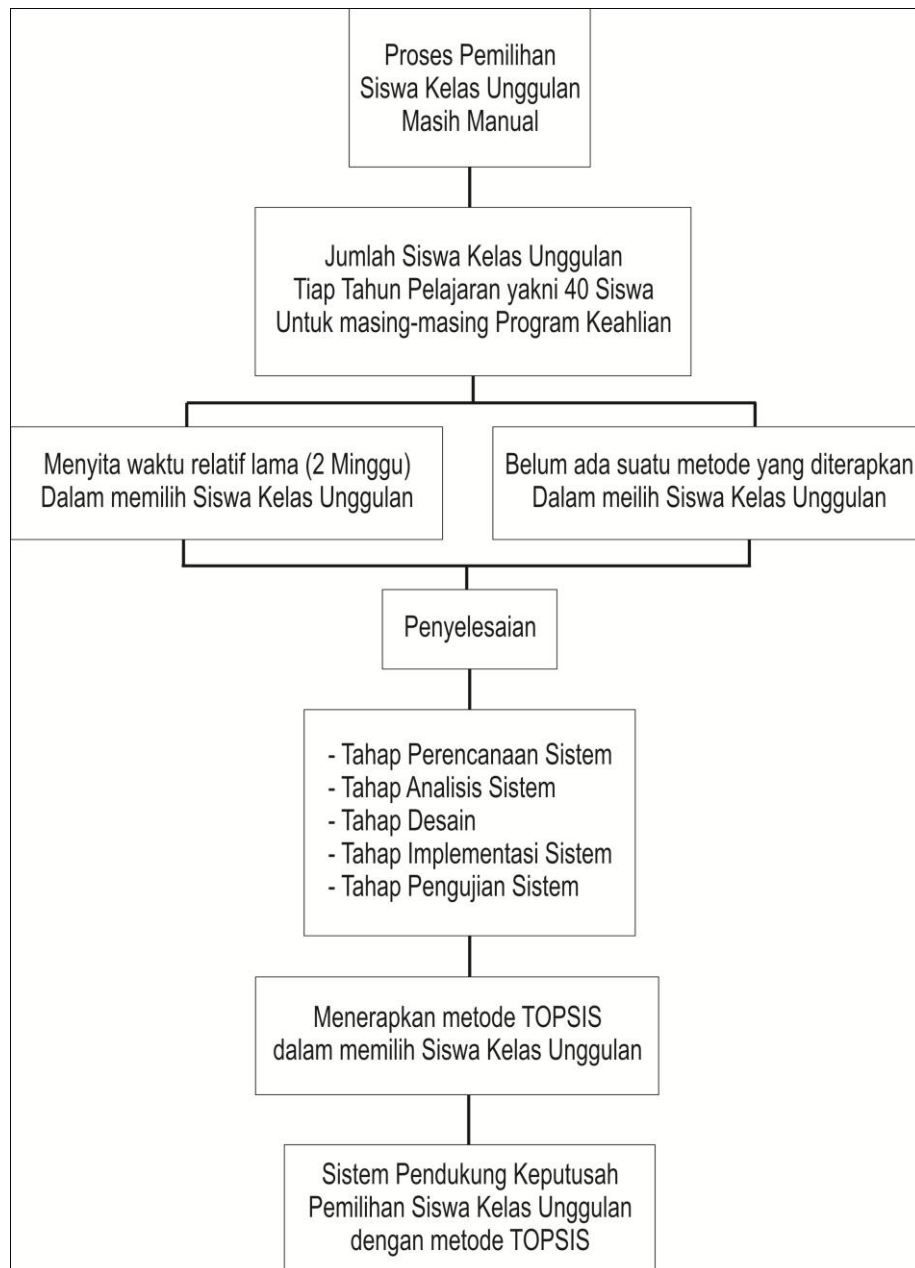 Proses Pemilihan
Siswa Kelas Unggulan
Masih Manual
Jumlah Siswa Kelas Unggulan
Tiap Tahun Pelajaran yakni 40 Siswa
Untuk masing-masing Program Keahlian
Menyita waktu relatif lama (2 Minggu)
Dalam memilih Siswa Kelas Unggulan
Belum ada suatu metode yang diterapkan
Dalam meilih Siswa Kelas Unggulan
Penyelesaian
- Tahap Perencanaan Sistem
- Tahap Analisis Sistem
- Tahap Desain
- Tahap Implementasi Sistem
- Tahap Pengujian Sistem
Menerapkan metode TOPSIS
dalam memilih Siswa Kelas Unggulan
Sistem Pendukung Keputusah
Pemilihan Siswa Kelas Unggulan
dengan metode TOPSIS